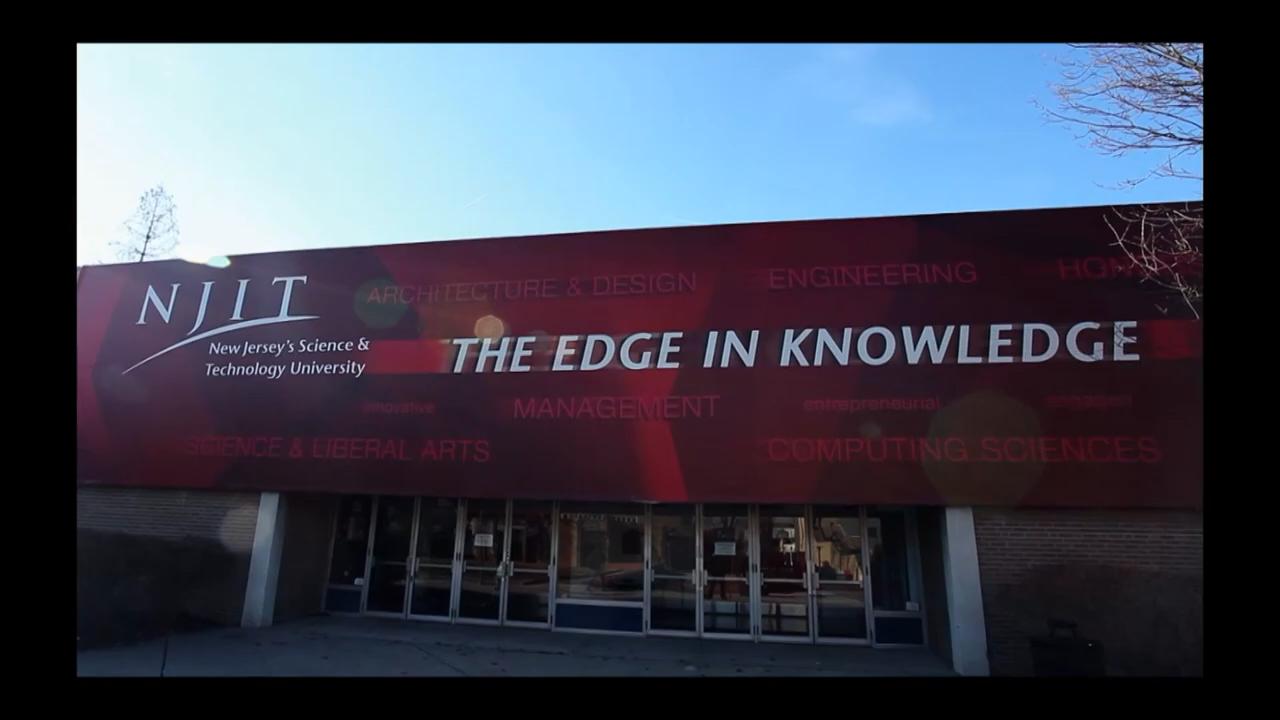 NJIT
New Jersey's Science &
Technology University
ARCHITECTURE & DESIGN
ENGINEERING
THE EDGE IN KNOWLEDGE
innovative
MANAGEMENT
entrepreneurial
SCIENCE & LIBERAL ARTS
COMPUTING SCIENCES